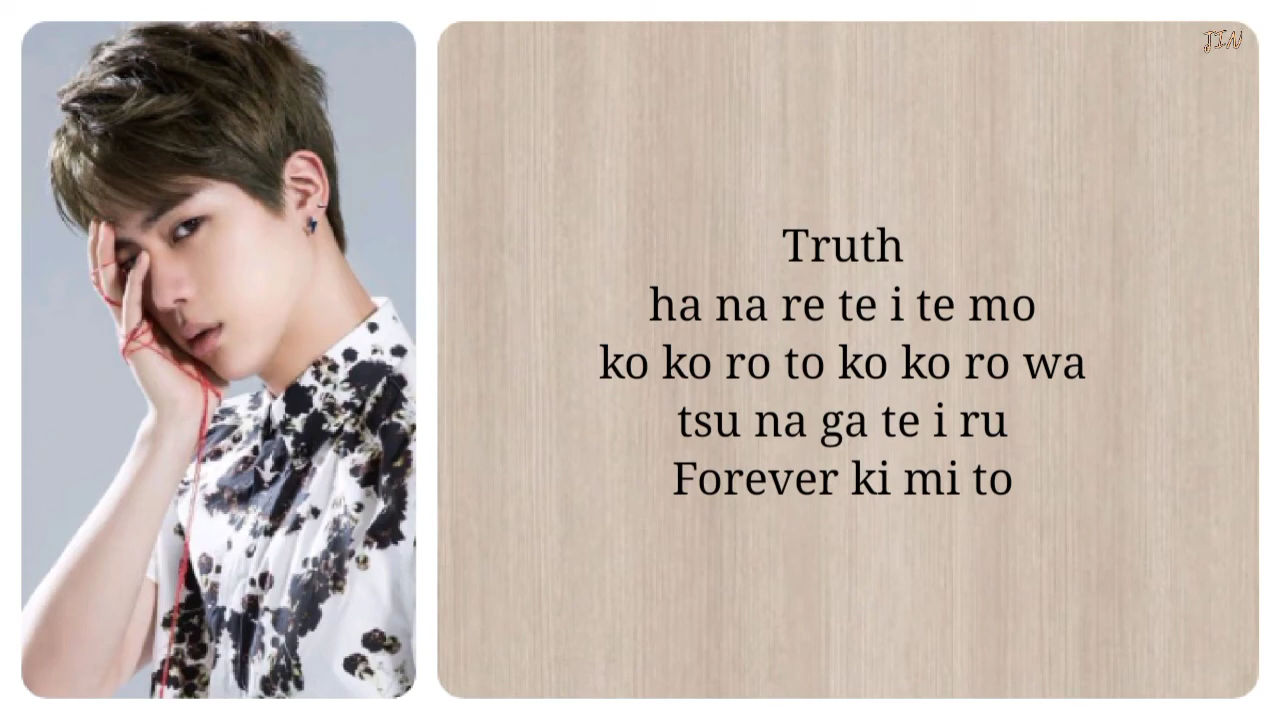 JIN
Truth
ha na re te i te mo
ko ko ro to ko ko ro wa
tsu na ga te i ru
Forever ki mi to